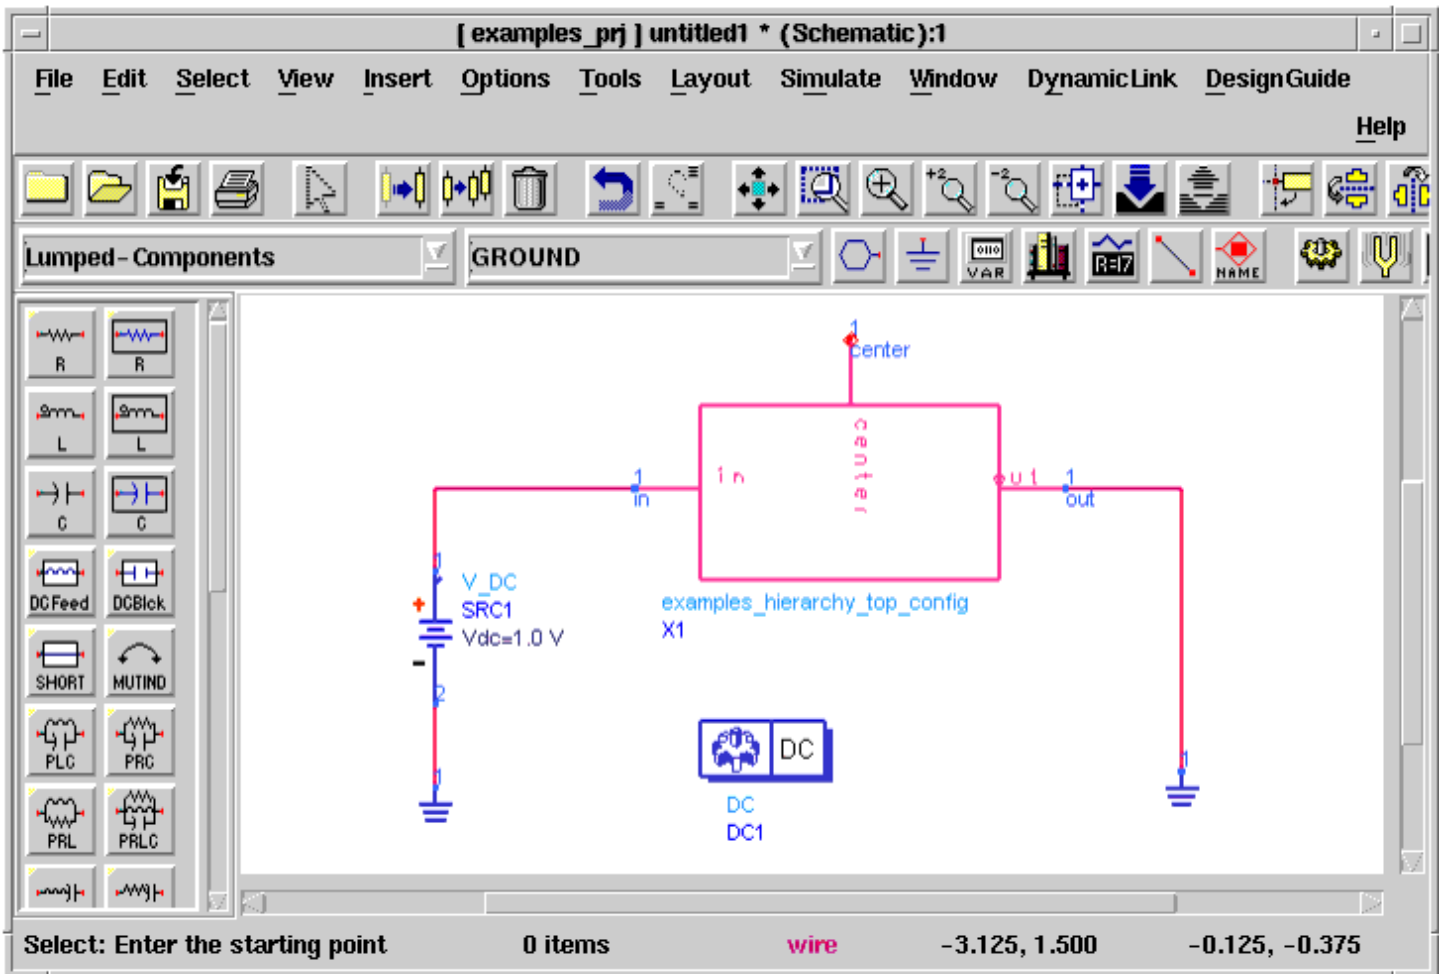 [ examples_prj ] untitled1 * (Schematic):1
File Edit Select View Insert Options Tools Layout Simulate Window DynamicLink DesignGuide
Help
+2 -2
Lumped-Components GROUND VAR NAME
R R
L L
C C
DCFeed DCBlck
SHORT MUTIND
PLC PRC
PRL PRLC
1
center
center
in
1
in
out
1
out
1
V_DC
SRC1
Vdc=1.0 V
+
-
2
1
examples_hierarchy_top_config
X1
DC
DC
DC1
1
Select: Enter the starting point 0 items wire -3.125, 1.500 -0.125, -0.375